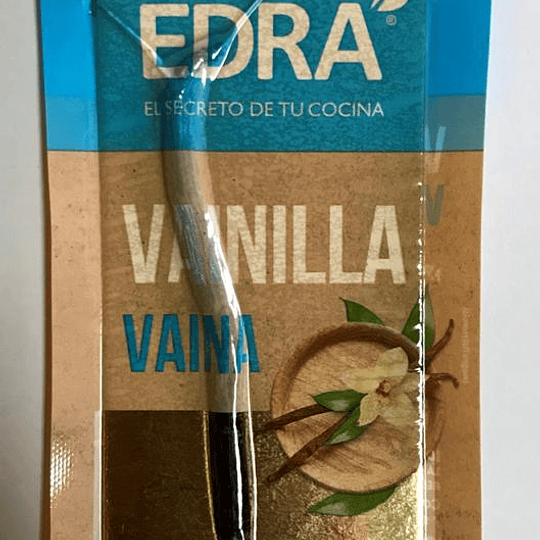 EDRA®
EL SECRETO DE TU COCINA
VAINILLA
VAINA